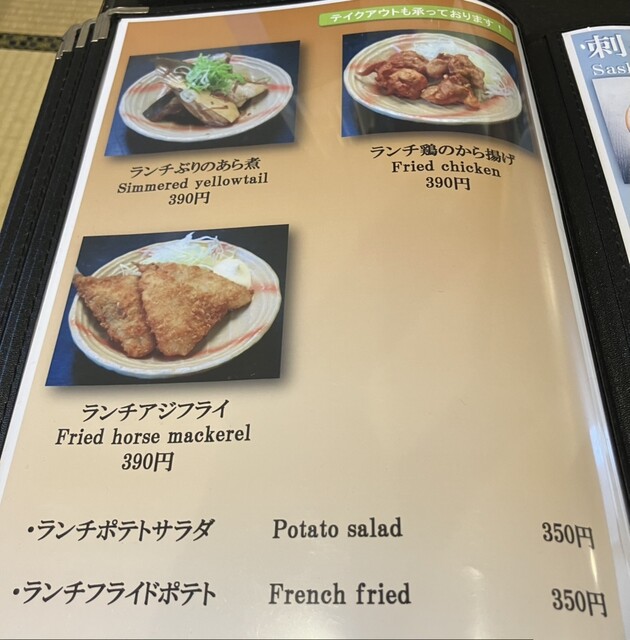 テイクアウトも承っております！
ランチぶりのあら煮
Simmered yellowtail
390円
ランチ鶏のから揚げ
Fried chicken
390円
ランチアジフライ
Fried horse mackerel
390円
・ランチポテトサラダ Potato salad 350円
・ランチフライドポテト French fried 350円
・刺
Sas